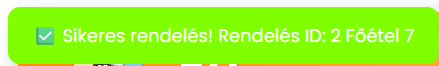 ✅ Sikeres rendelés! Rendelés ID: 2 Főétel 7